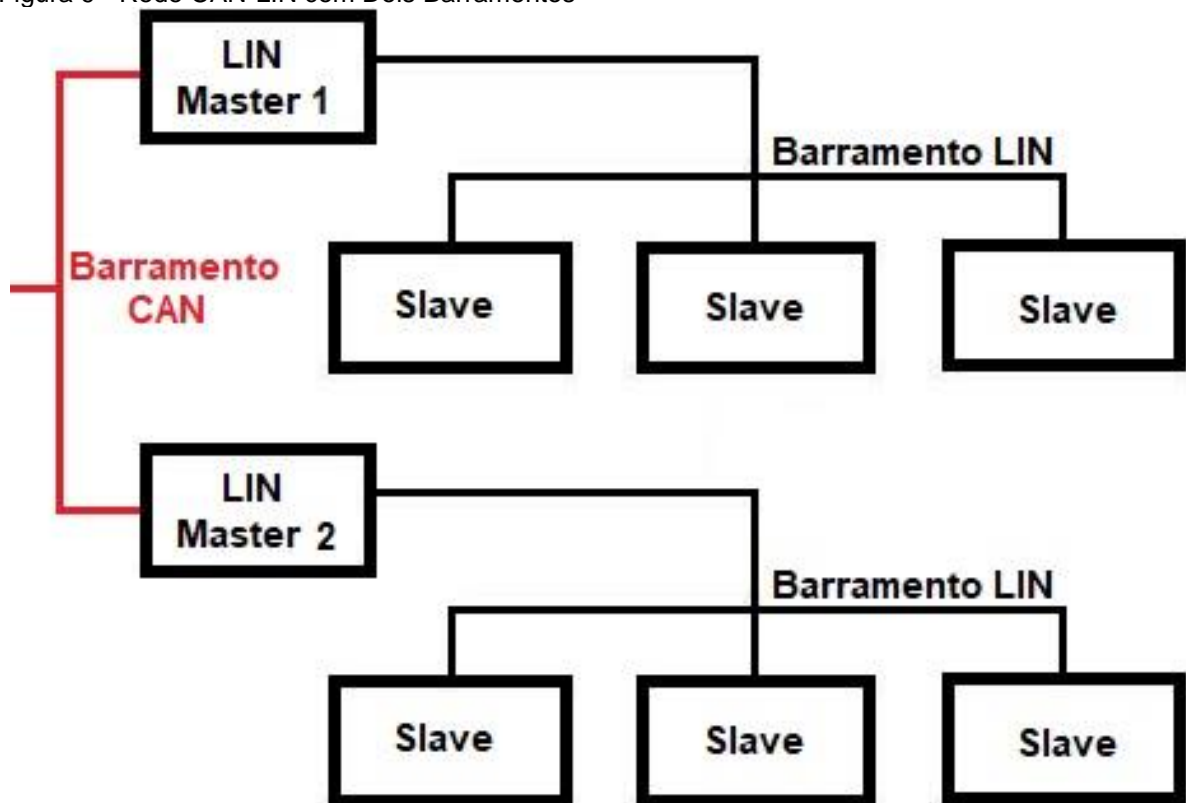 LIN
Master 1
Barramento LIN
Barramento
CAN
Slave
Slave
Slave
LIN
Master 2
Barramento LIN
Slave
Slave
Slave